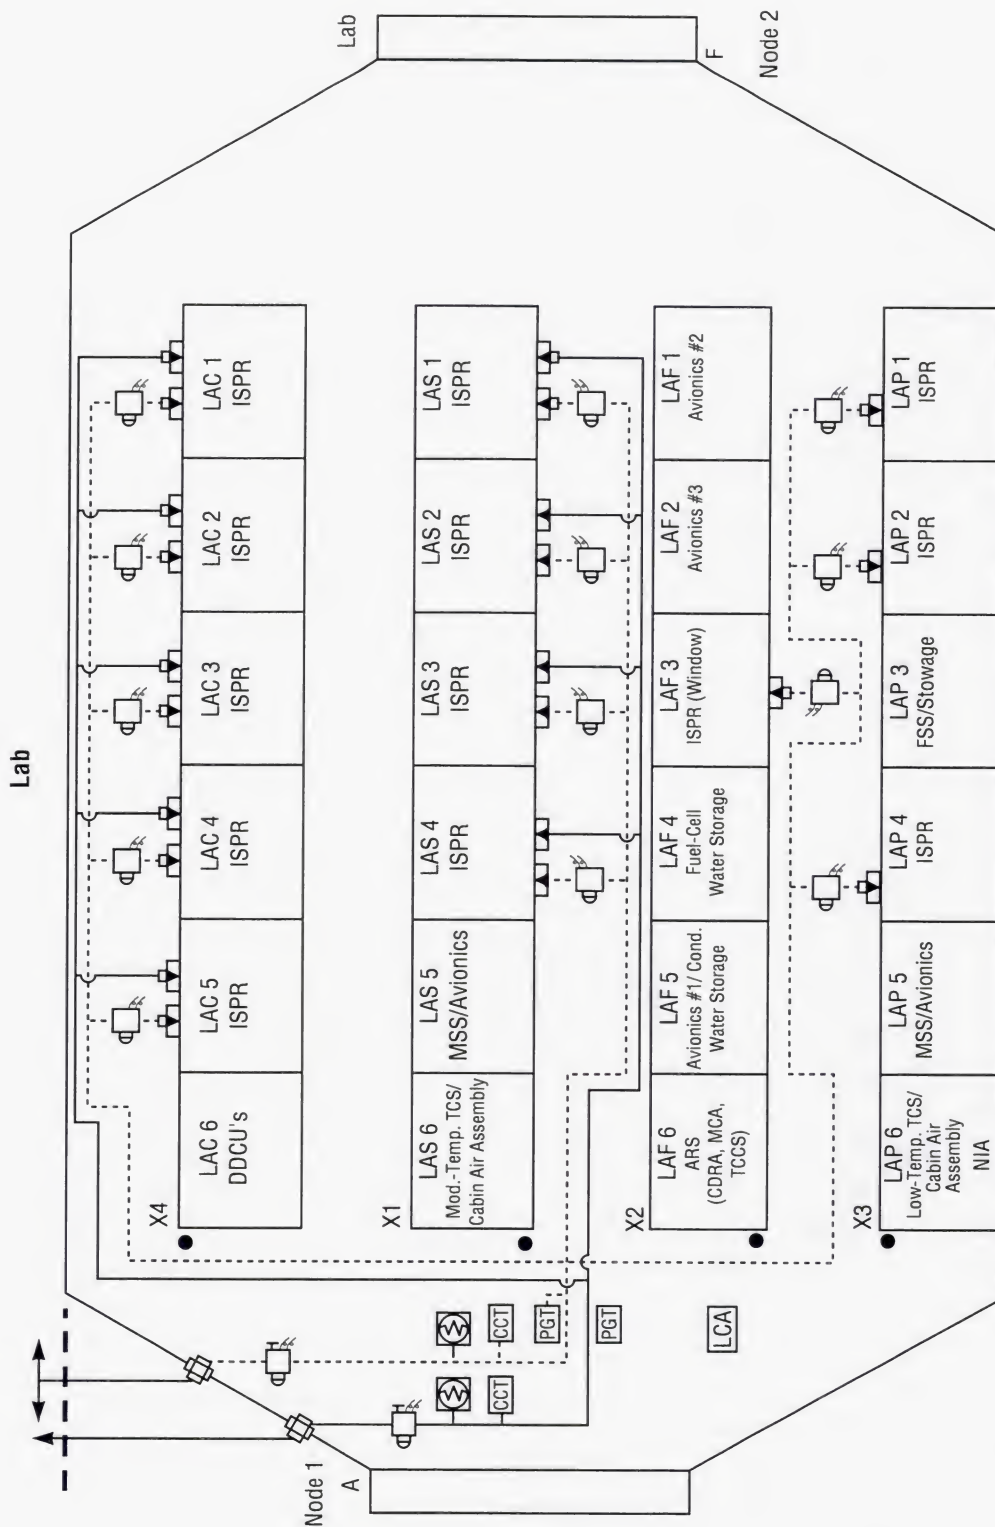 Lab
Lab
F
Node 2
LAC 1
ISPR
LAC 2
ISPR
LAC 3
ISPR
LAC 4
ISPR
LAC 5
ISPR
LAC 6
DDCU's
X4
LAS 1
ISPR
LAS 2
ISPR
LAS 3
ISPR
LAS 4
ISPR
LAS 5
MSS/Avionics
LAS 6
Mod.-Temp. TCS/
Cabin Air Assembly
X1
LAF 1
Avionics #2
LAF 2
Avionics #3
LAF 3
ISPR (Window)
LAF 4
Fuel-Cell
Water Storage
LAF 5
Avionics #1/ Cond.
Water Storage
LAF 6
ARS
(CDRA, MCA,
TCCS)
X2
LAP 1
ISPR
LAP 2
ISPR
LAP 3
FSS/Stowage
LAP 4
ISPR
LAP 5
MSS/Avionics
LAP 6
Low-Temp. TCS/
Cabin Air
Assembly
NIA
X3
CCT
PGT
CCT
PGT
LCA
Node 1
A